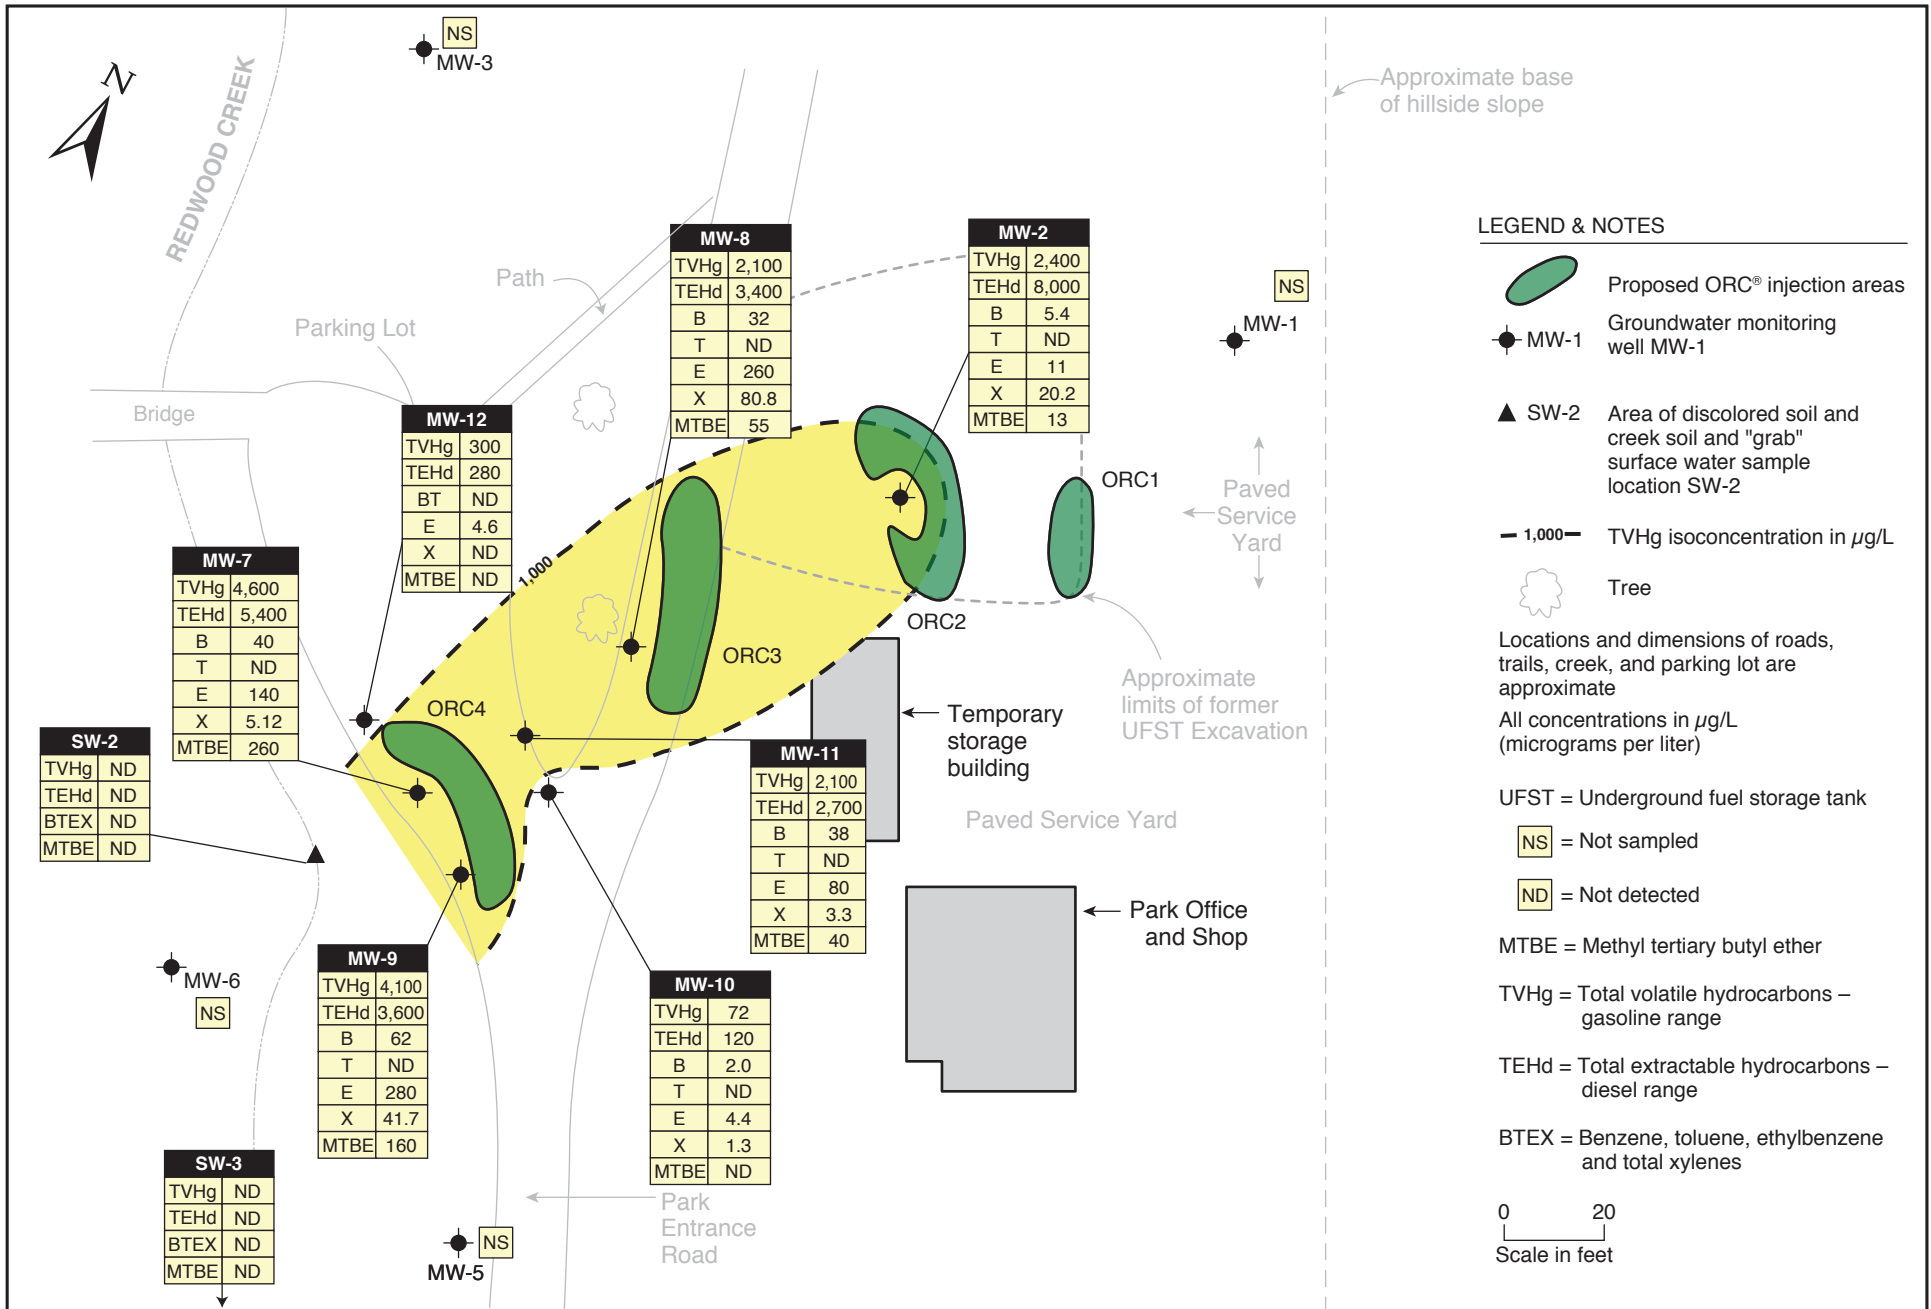 N
REDWOOD CREEK
NS
MW-3
Approximate base
of hillside slope
Path
Parking Lot
Bridge
MW-8
TVHg 2,100
TEHd 3,400
B 32
T ND
E 260
X 80.8
MTBE 55
MW-2
TVHg 2,400
TEHd 8,000
B 5.4
T ND
E 11
X 20.2
MTBE 13
NS
MW-1
MW-12
TVHg 300
TEHd 280
BT ND
E 4.6
X ND
MTBE ND
1,000
ORC1
Paved
Service
Yard
MW-7
TVHg 4,600
TEHd 5,400
B 40
T ND
E 140
X 5.12
MTBE 260
ORC2
ORC3
ORC4
Approximate
limits of former
UFST Excavation
Temporary
storage
building
SW-2
TVHg ND
TEHd ND
BTEX ND
MTBE ND
MW-11
TVHg 2,100
TEHd 2,700
B 38
T ND
E 80
X 3.3
MTBE 40
Paved Service Yard
Park Office
and Shop
MW-6
NS
MW-9
TVHg 4,100
TEHd 3,600
B 62
T ND
E 280
X 41.7
MTBE 160
MW-10
TVHg 72
TEHd 120
B 2.0
T ND
E 4.4
X 1.3
MTBE ND
SW-3
TVHg ND
TEHd ND
BTEX ND
MTBE ND
NS
MW-5
Park
Entrance
Road
LEGEND & NOTES
Proposed ORC® injection areas
MW-1 Groundwater monitoring
well MW-1
SW-2 Area of discolored soil and
creek soil and "grab"
surface water sample
location SW-2
1,000 TVHg isoconcentration in µg/L
Tree
Locations and dimensions of roads,
trails, creek, and parking lot are
approximate
All concentrations in µg/L
(micrograms per liter)
UFST = Underground fuel storage tank
NS = Not sampled
ND = Not detected
MTBE = Methyl tertiary butyl ether
TVHg = Total volatile hydrocarbons –
gasoline range
TEHd = Total extractable hydrocarbons –
diesel range
BTEX = Benzene, toluene, ethylbenzene
and total xylenes
0 20
Scale in feet